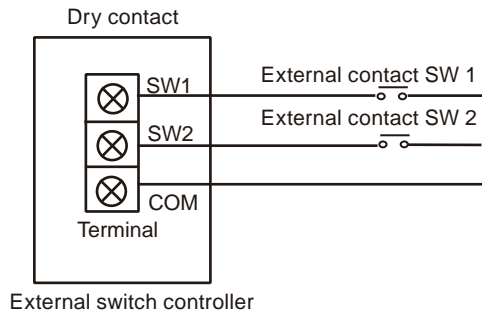 Dry contact
SW1
External contact SW 1
SW2
External contact SW 2
COM
Terminal
External switch controller